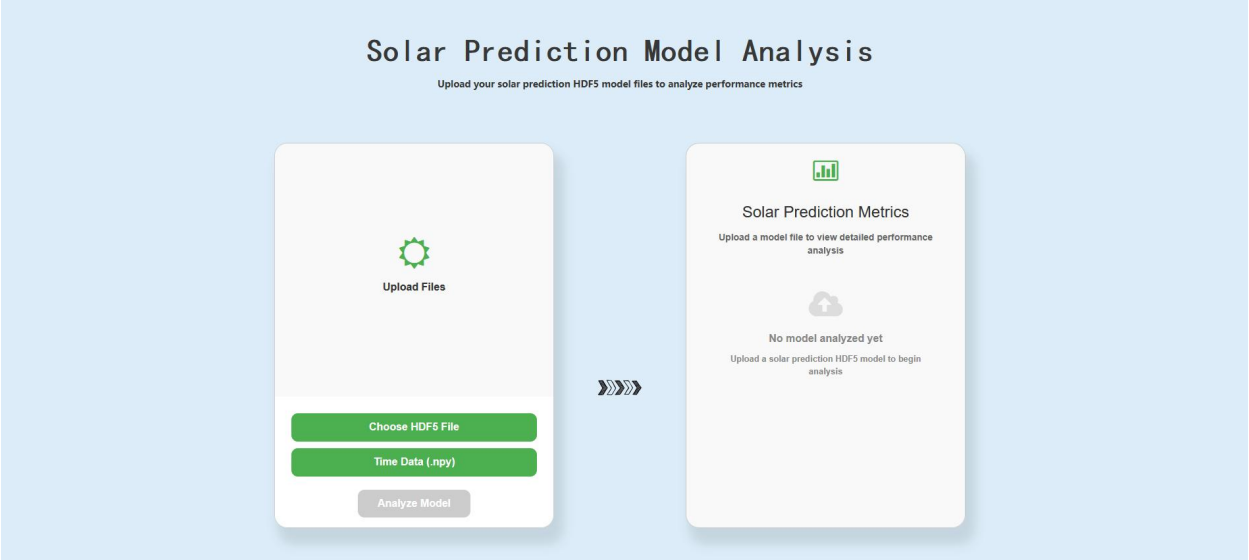 Solar Prediction Model Analysis
Upload your solar prediction HDF5 model files to analyze performance metrics
Upload Files
Choose HDF5 File
Time Data (.npy)
Analyze Model
Solar Prediction Metrics
Upload a model file to view detailed performance
analysis
No model analyzed yet
Upload a solar prediction HDF5 model to begin
analysis